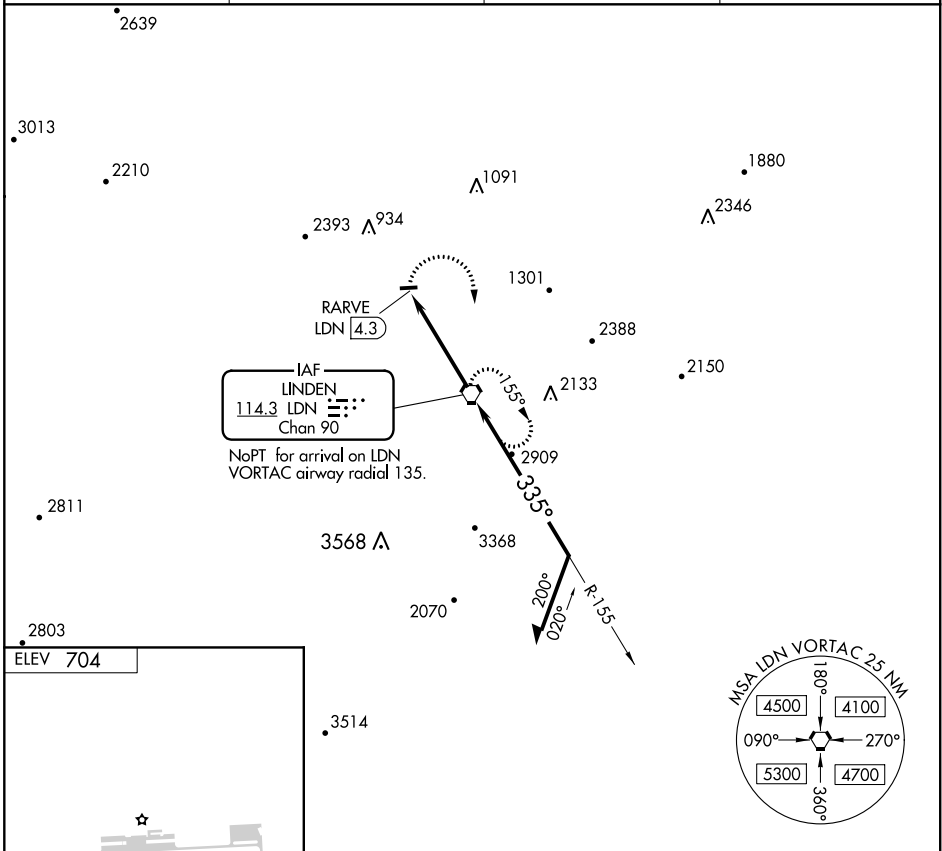 2639
3013
2210
1091
1880
2393
934
2346
1301
RARVE
LDN 4.3
2388
2150
IAF
LINDEN
114.3 LDN
Chan 90
155°
2133
NoPT for arrival on LDN
VORTAC airway radial 135.
2909
335°
2811
3568
3368
2070
200°
020°
R-155
2803
ELEV 704
3514
MSA LDN VORTAC 25 NM
180°
4500
4100
090°
270°
5300
4700
360°